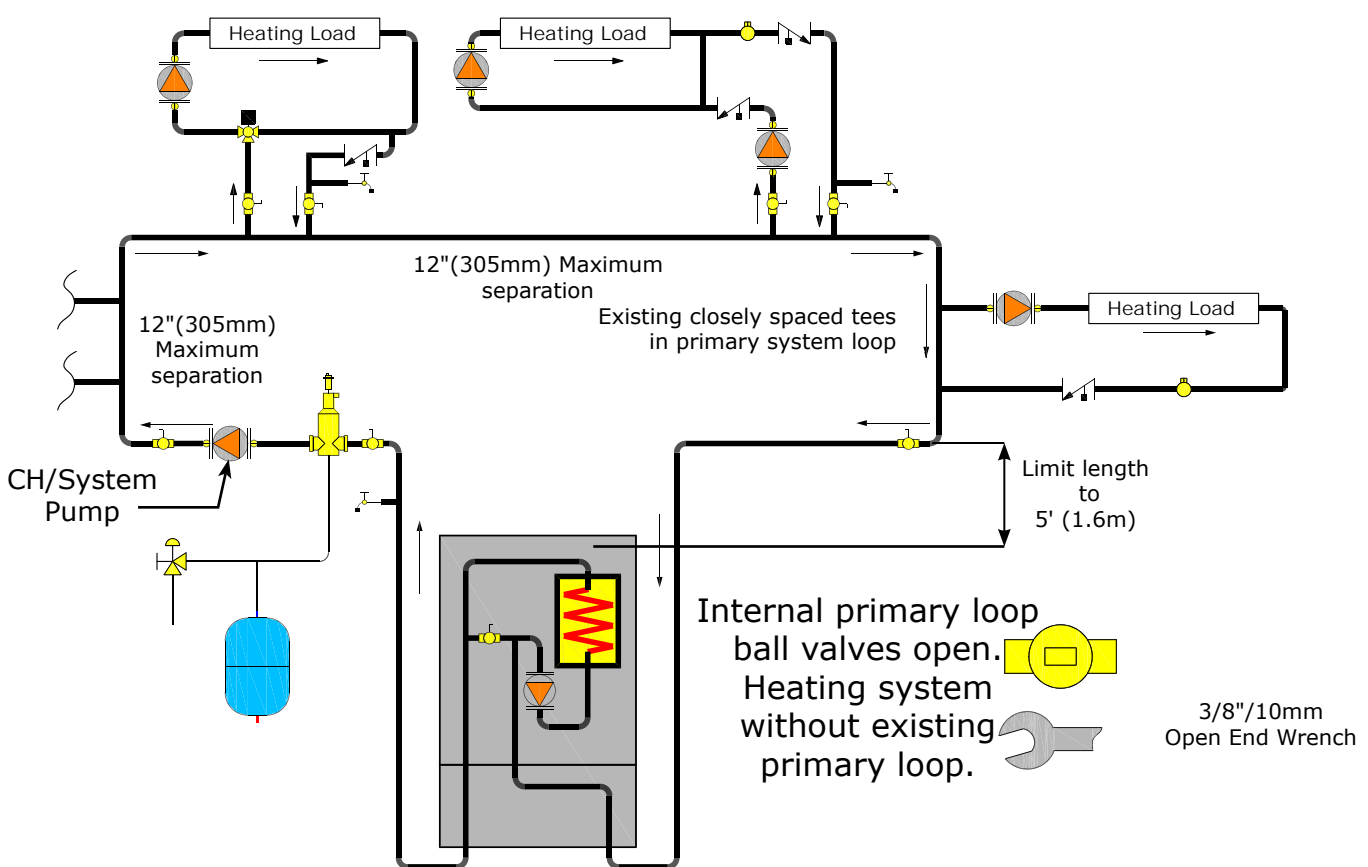 Heating Load
Heating Load
12"(305mm) Maximum
separation
12"(305mm)
Maximum
separation
Existing closely spaced tees
in primary system loop
Heating Load
CH/System
Pump
Limit length
to
5' (1.6m)
Internal primary loop
ball valves open.
Heating system
without existing
primary loop.
3/8"/10mm
Open End Wrench